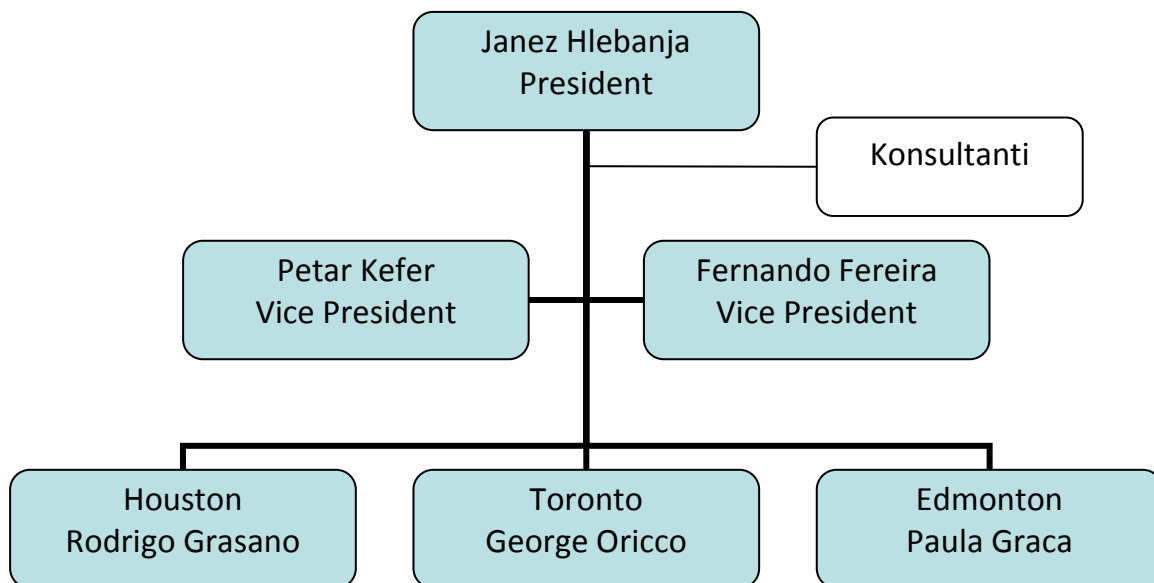 Janez Hlebanja
President
Konsultanti
Petar Kefer
Vice President
Fernando Fereira
Vice President
Houston
Rodrigo Grasano
Toronto
George Oricco
Edmonton
Paula Graca